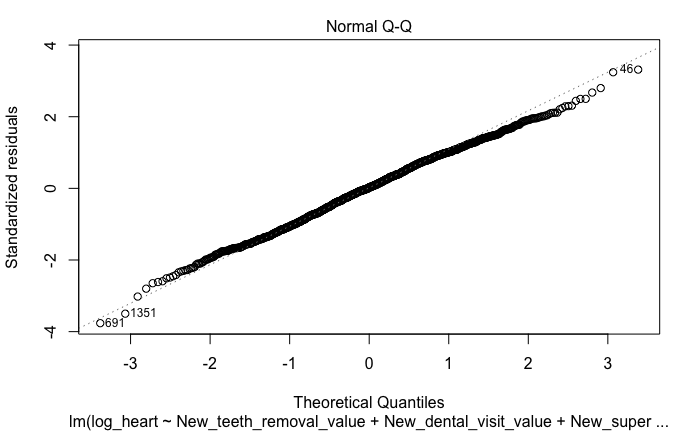 Normal Q-Q
Standardized residuals
4
2
0
-2
-4
46
1351
691
-3 -2 -1 0 1 2 3
Theoretical Quantiles
lm(log_heart ~ New_teeth_removal_value + New_dental_visit_value + New_super ...